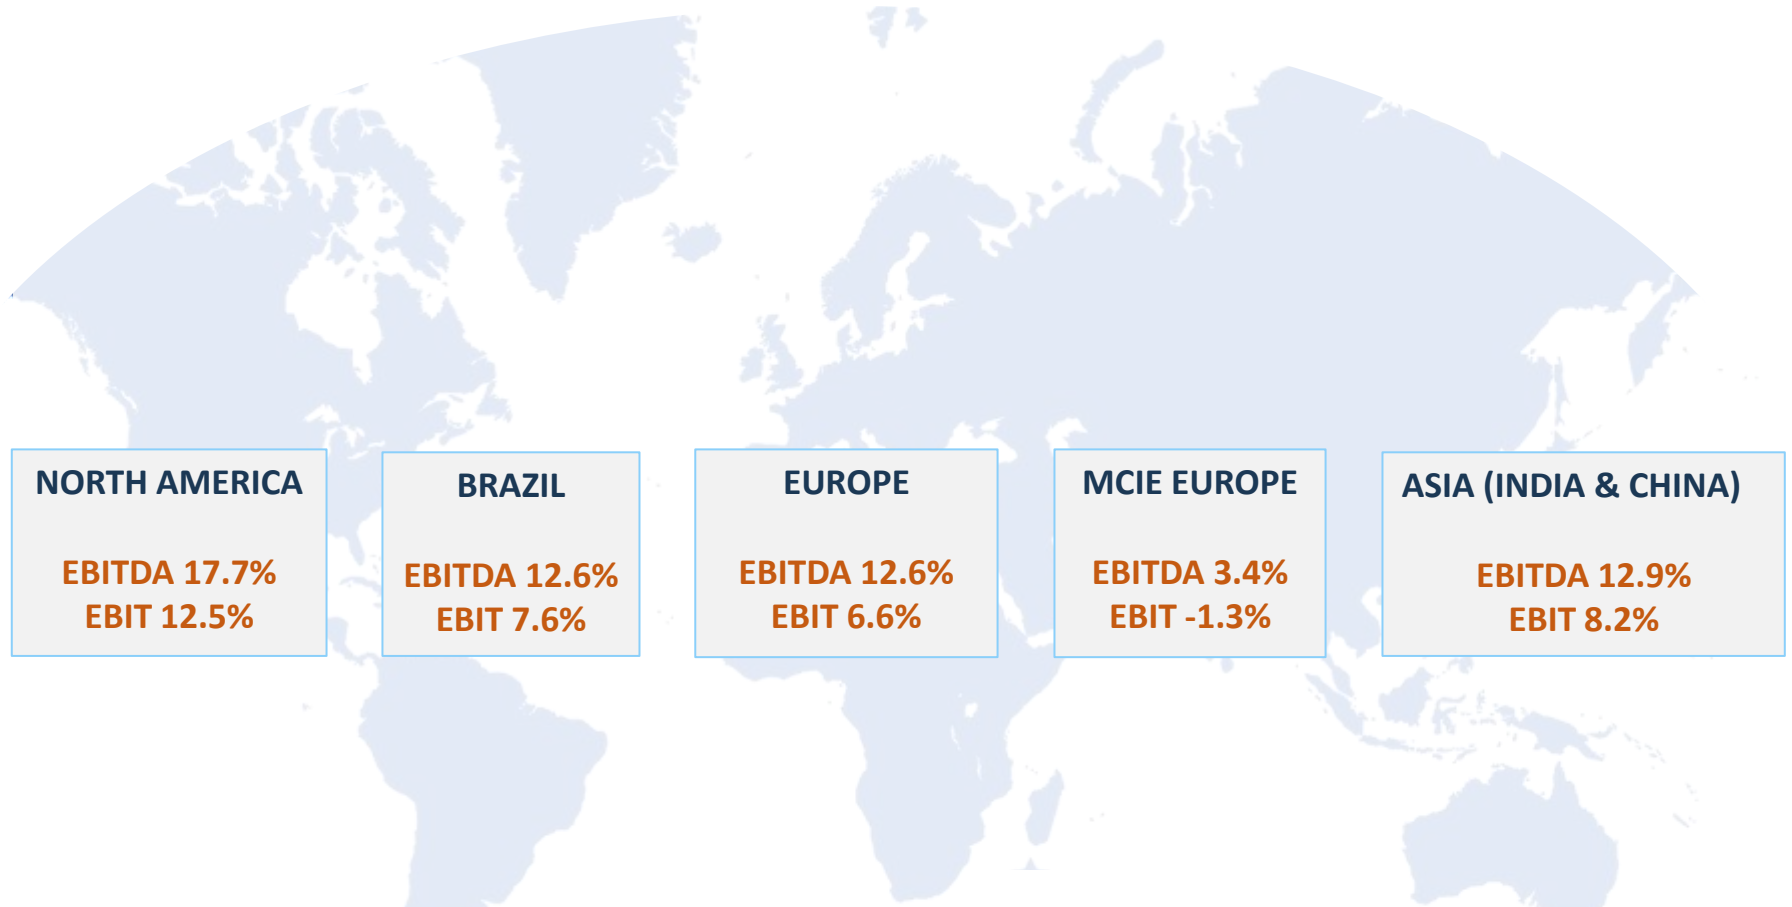 NORTH AMERICA
EBITDA 17.7%
EBIT 12.5%
BRAZIL
EBITDA 12.6%
EBIT 7.6%
EUROPE
EBITDA 12.6%
EBIT 6.6%
MCIE EUROPE
EBITDA 3.4%
EBIT -1.3%
ASIA (INDIA & CHINA)
EBITDA 12.9%
EBIT 8.2%